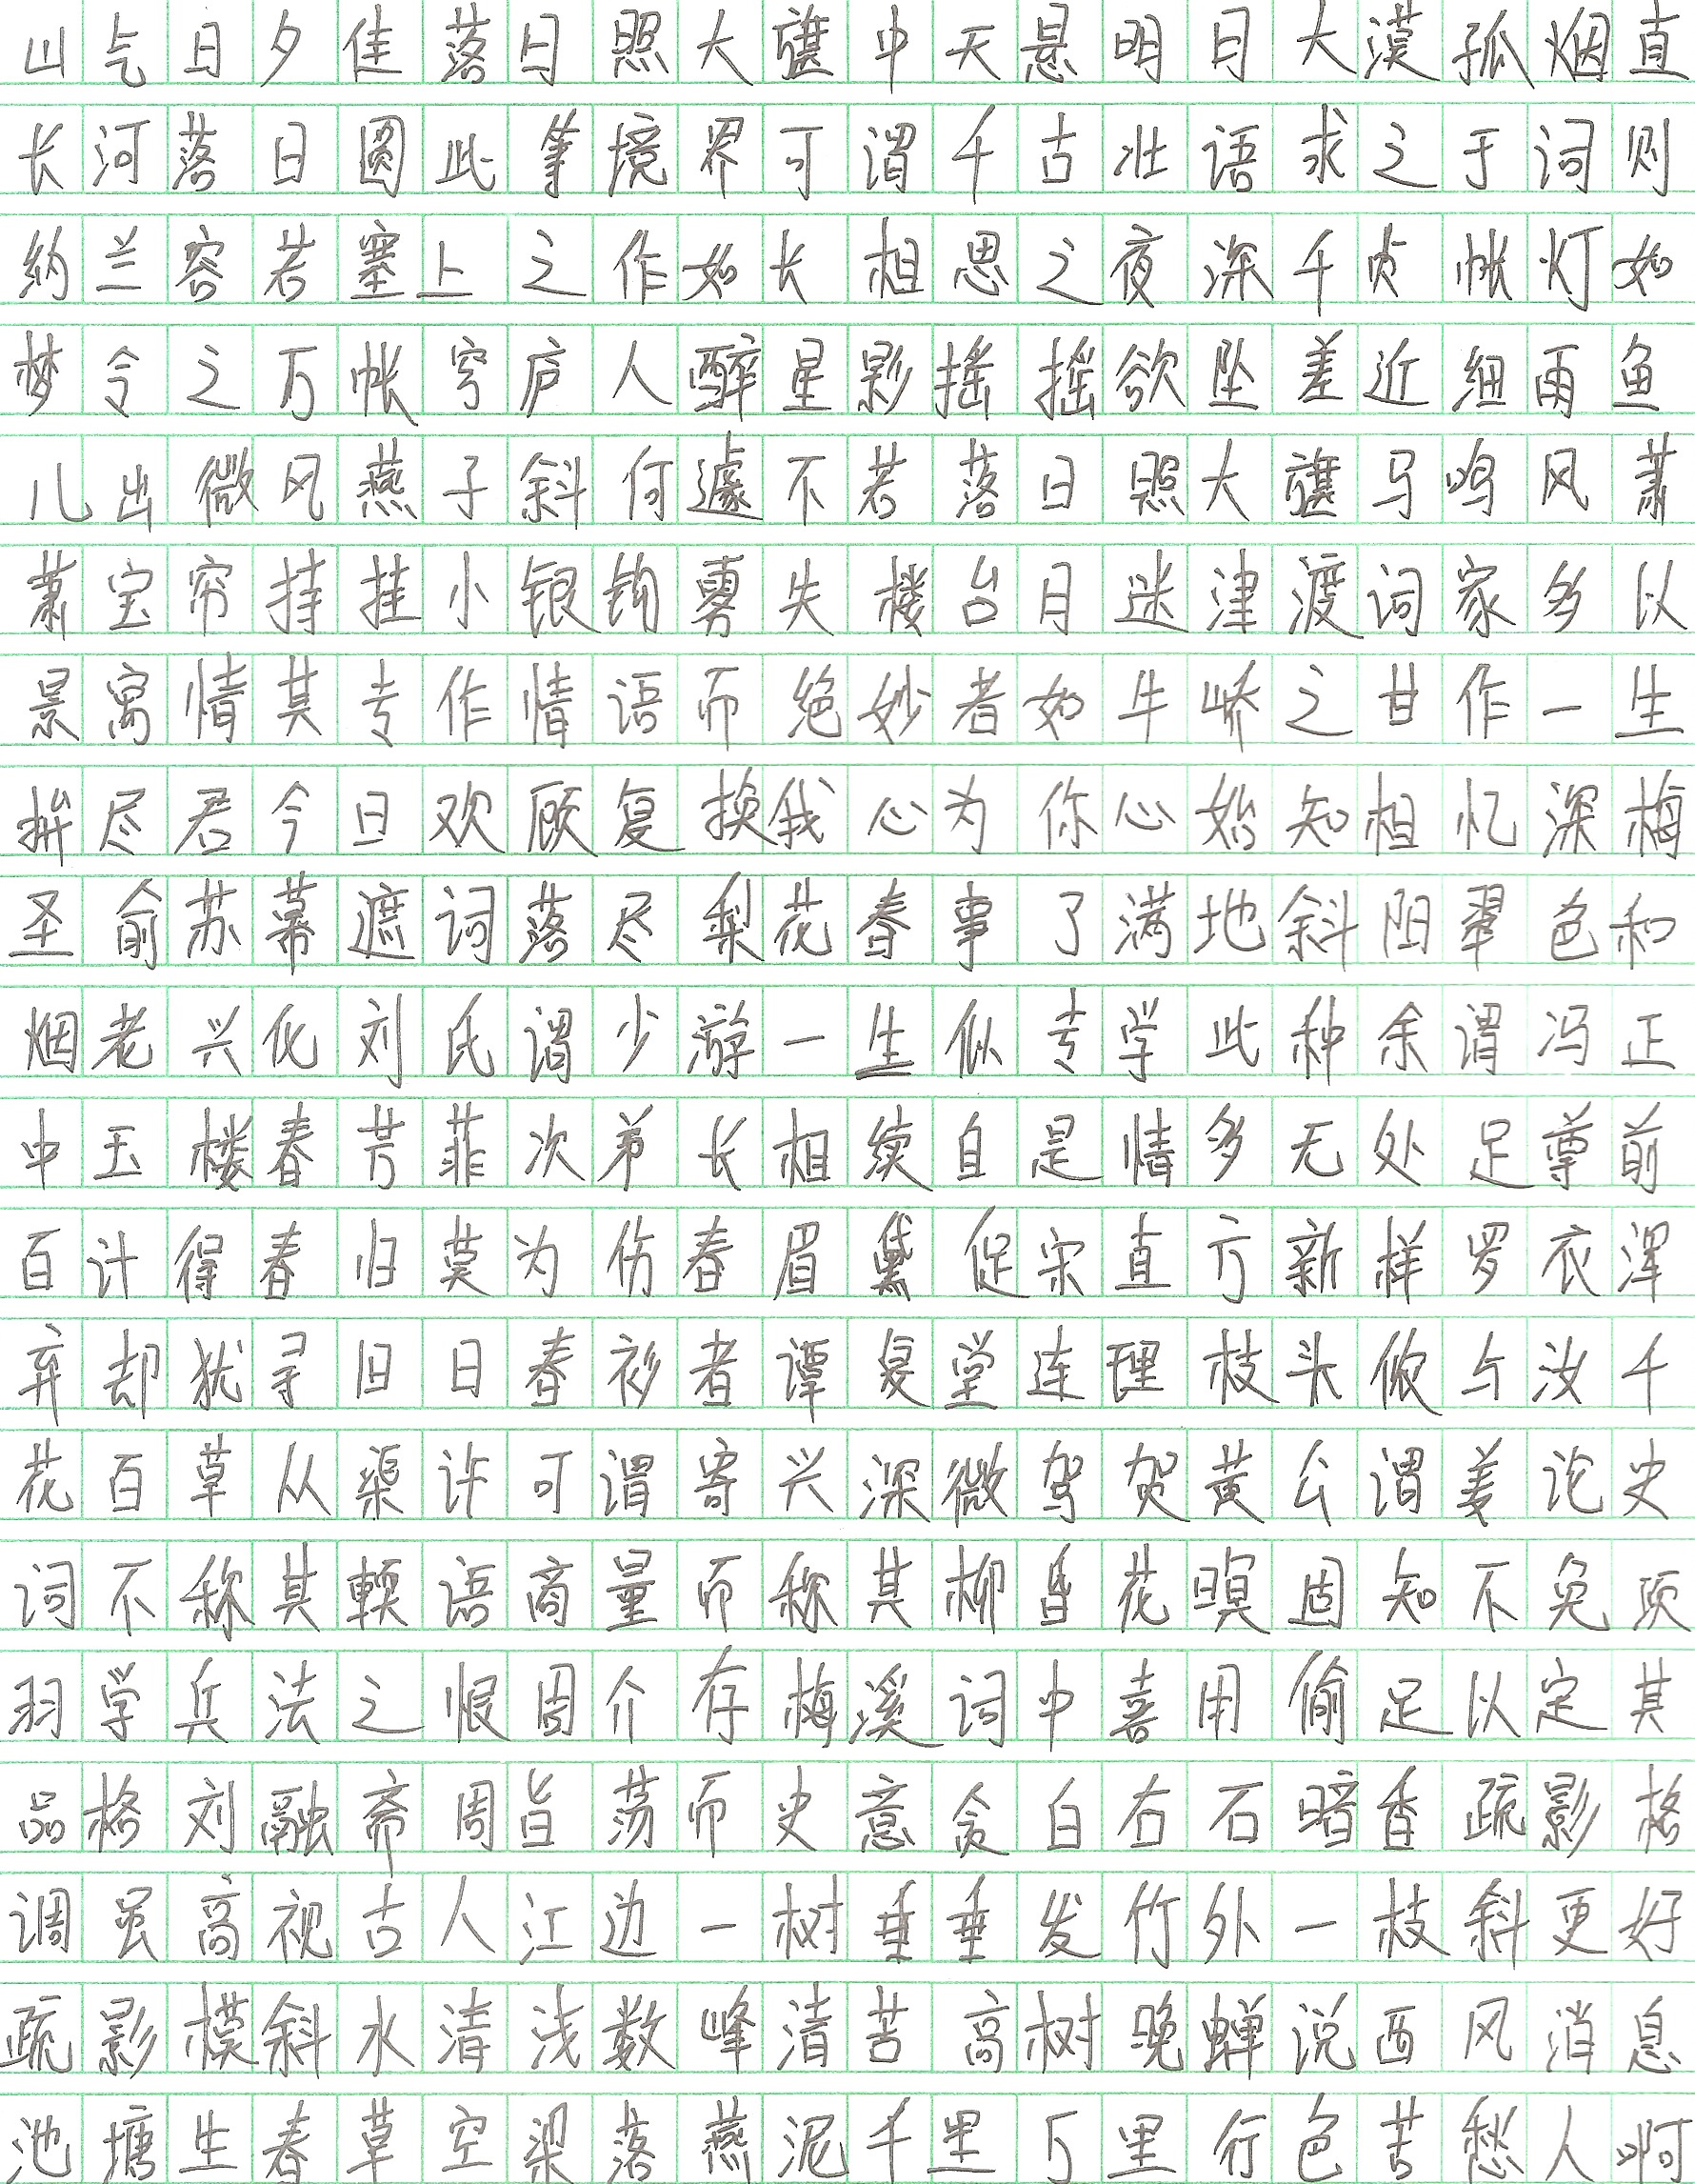 山气日夕佳落日照大旗中天悬明月大漠孤烟直
长河落日圆此等境界可谓千古壮语求之于词则
纳兰容若塞上之作如长相思之夜深千帐灯如
梦令之万帐穹庐人醉星影摇摇欲坠差近细雨鱼
儿出微风燕子斜何遽不若落日照大旗马鸣风萧
萧宝帘挂小银钩雾失楼台月迷津渡词家多以
景寓情其专作情语而绝妙者如牛峤之甘作一生
拚尽君今日欢顾夐换我心为你心始知相忆深梅
圣俞苏幕遮词落尽梨花春事了满地斜阳翠色和
烟老兴化刘氏谓少游一生似专学此种余谓冯正
中玉楼春芳菲次第长相续自是情多无处足尊前
百计得春归莫为伤春眉黛促宋直方新样罗衣浑
弃却犹寻旧日春衫着谭复堂连理枝头侬与汝千
花百草从渠许可谓寄兴深微贺黄公谓姜论史
词不称其软语商量而称其柳昏花暝固知不免项
羽学兵法之恨周介存梅溪词中喜用偷足以定其
品格刘融斋周旨荡而史意贪白石暗香疏影格
调虽高视古人江边一树垂垂发竹外一枝斜更好
疏影横斜水清浅数峰清苦高树晚蝉说西风消息
池塘生春草空梁落燕泥千里万里行色苦愁人啊